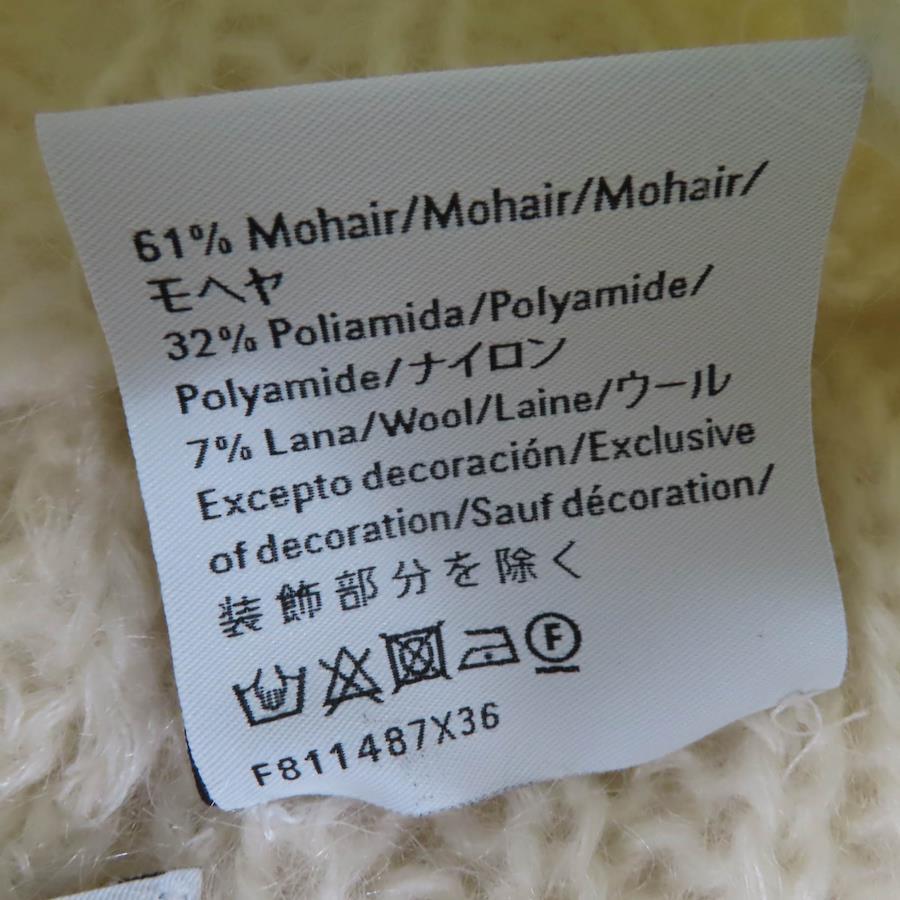 61% Mohair/Mohair/Mohair/
モヘヤ
32% Poliamida/Polyamide/
Polyamide/ナイロン
7% Lana/Wool/Laine/ウール
Excepto decoración/Exclusive
of decoration/Sauf décoration/
装飾部分を除く
F
F811487X36